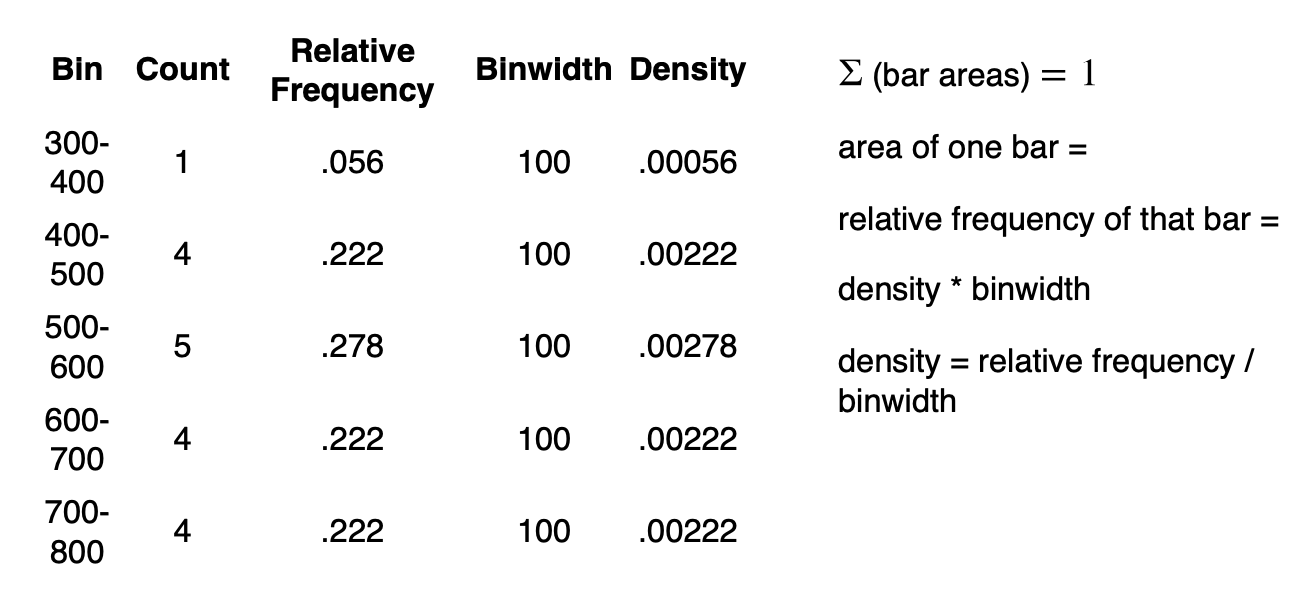 Bin Count Relative Frequency Binwidth Density
300-400 1 .056 100 .00056
400-500 4 .222 100 .00222
500-600 5 .278 100 .00278
600-700 4 .222 100 .00222
700-800 4 .222 100 .00222
Σ (bar areas) = 1
area of one bar =
relative frequency of that bar =
density * binwidth
density = relative frequency /
binwidth